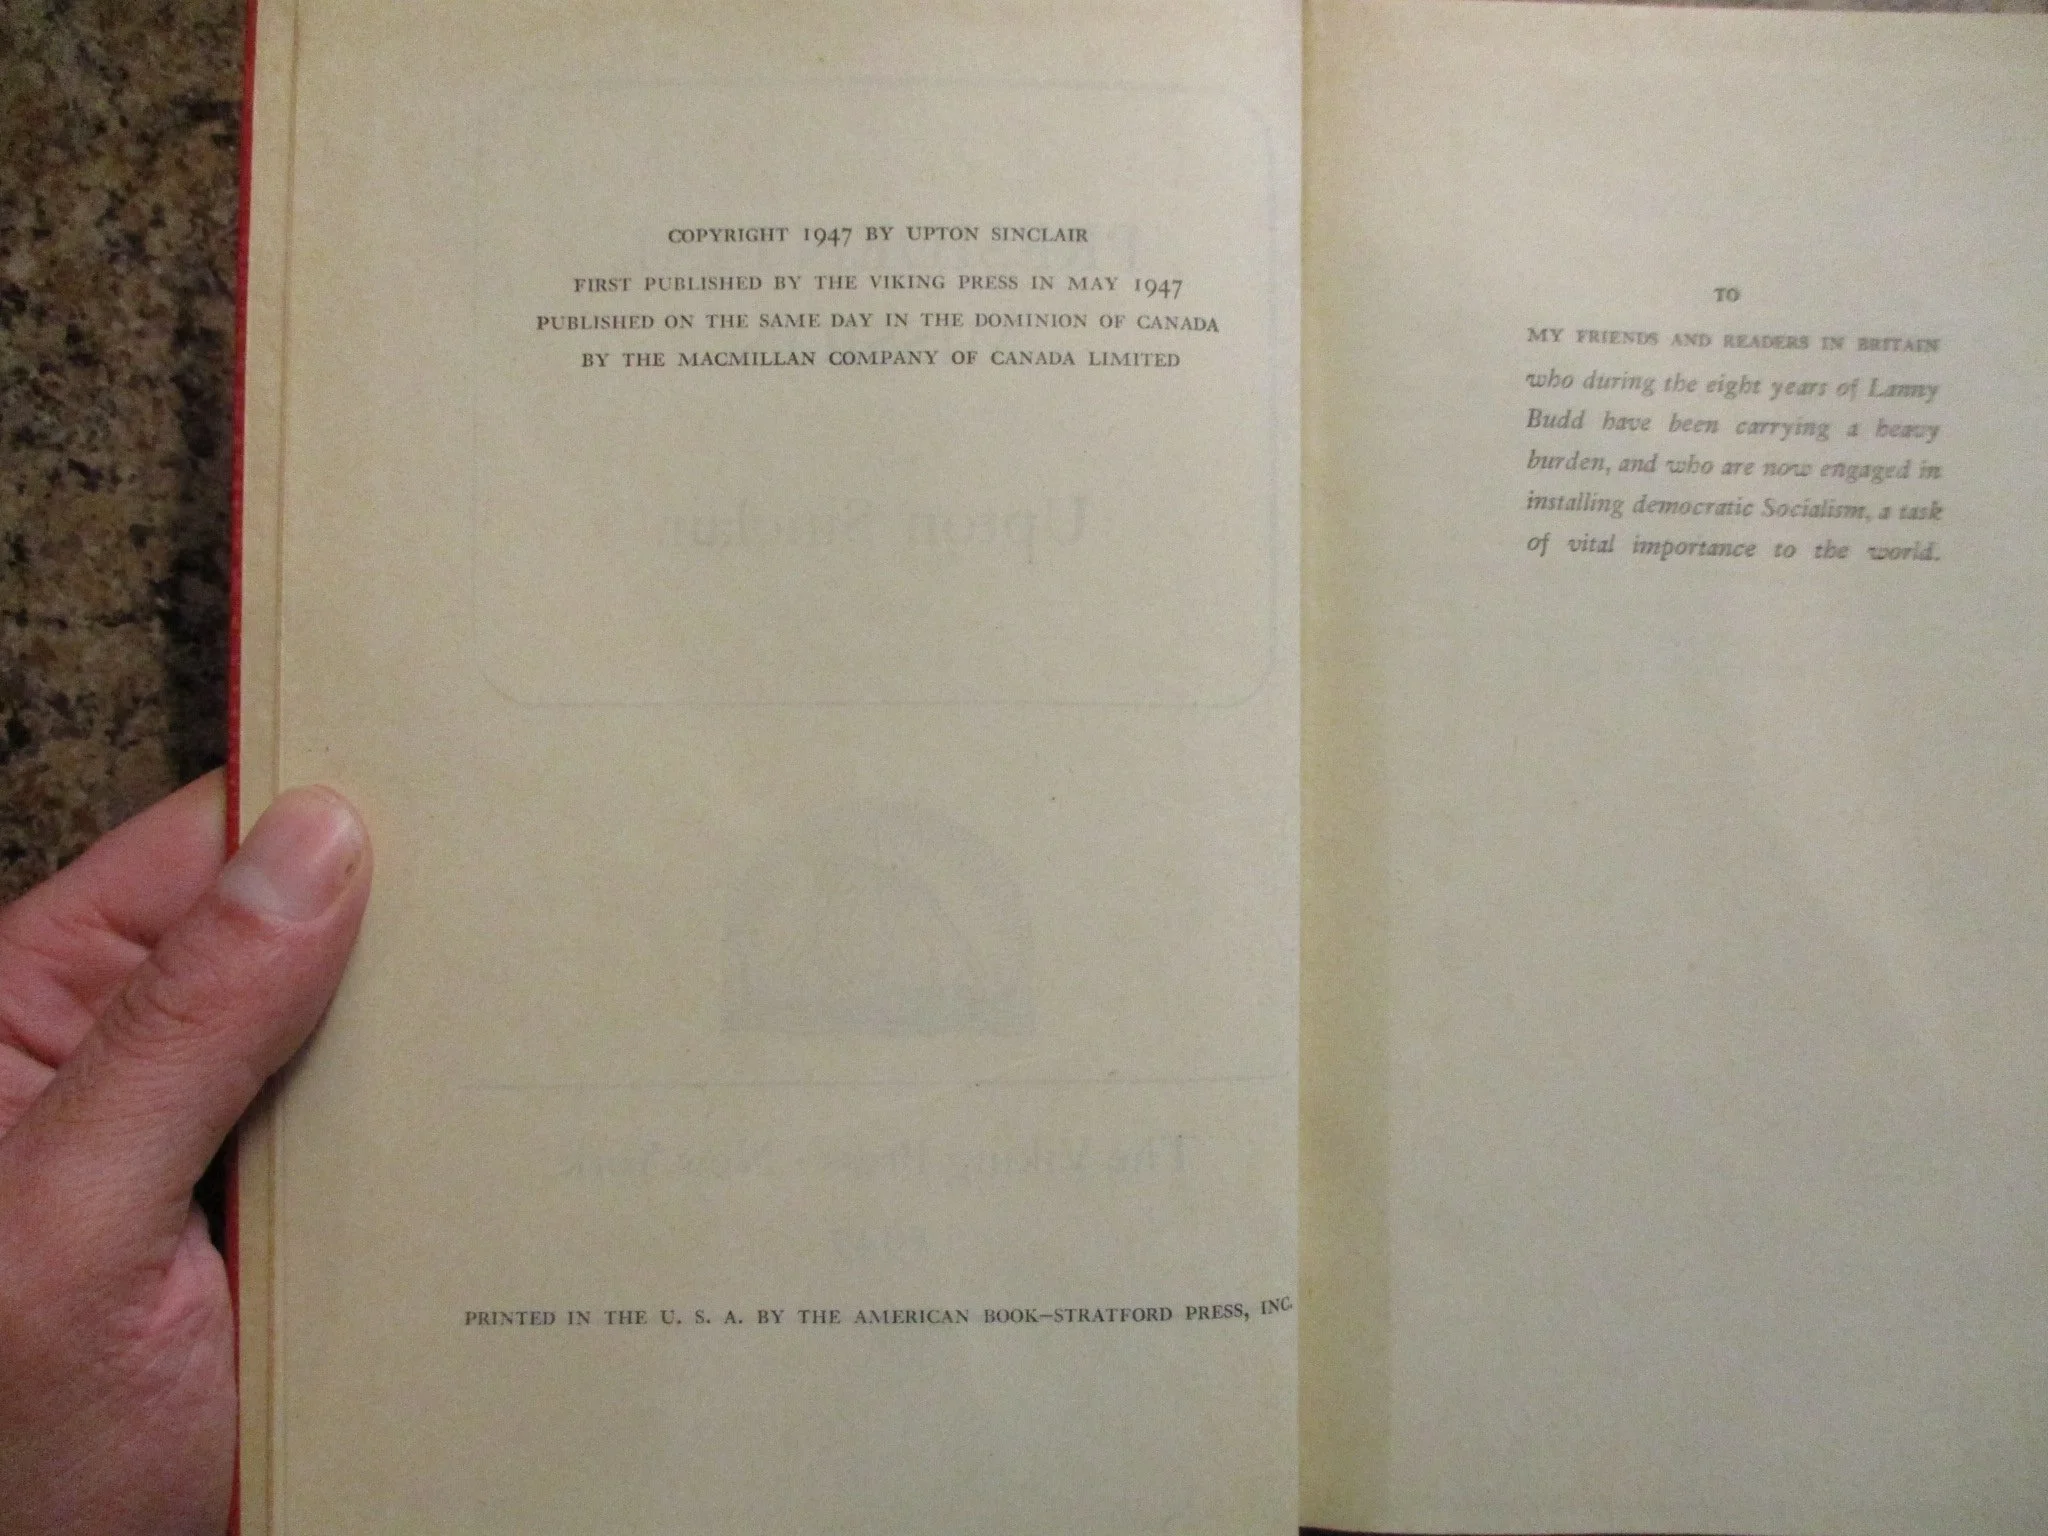 COPYRIGHT 1947 BY UPTON SINCLAIR
FIRST PUBLISHED BY THE VIKING PRESS IN MAY 1947
PUBLISHED ON THE SAME DAY IN THE DOMINION OF CANADA
BY THE MACMILLAN COMPANY OF CANADA LIMITED
PRINTED IN THE U. S. A. BY THE AMERICAN BOOK–STRATFORD PRESS, INC.
TO
MY FRIENDS AND READERS IN BRITAIN
who during the eight years of Lanny
Budd have been carrying a heavy
burden, and who are now engaged in
installing democratic Socialism, a task
of vital importance to the world.